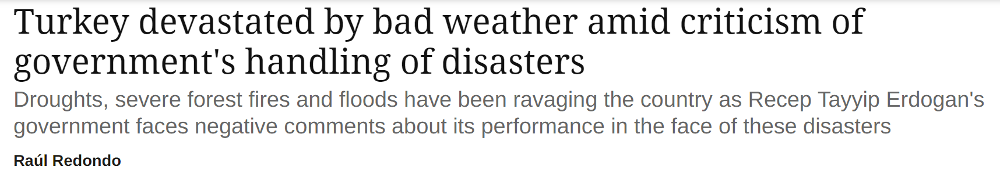 Turkey devastated by bad weather amid criticism of
government's handling of disasters
Droughts, severe forest fires and floods have been ravaging the country as Recep Tayyip Erdogan's
government faces negative comments about its performance in the face of these disasters
Raúl Redondo